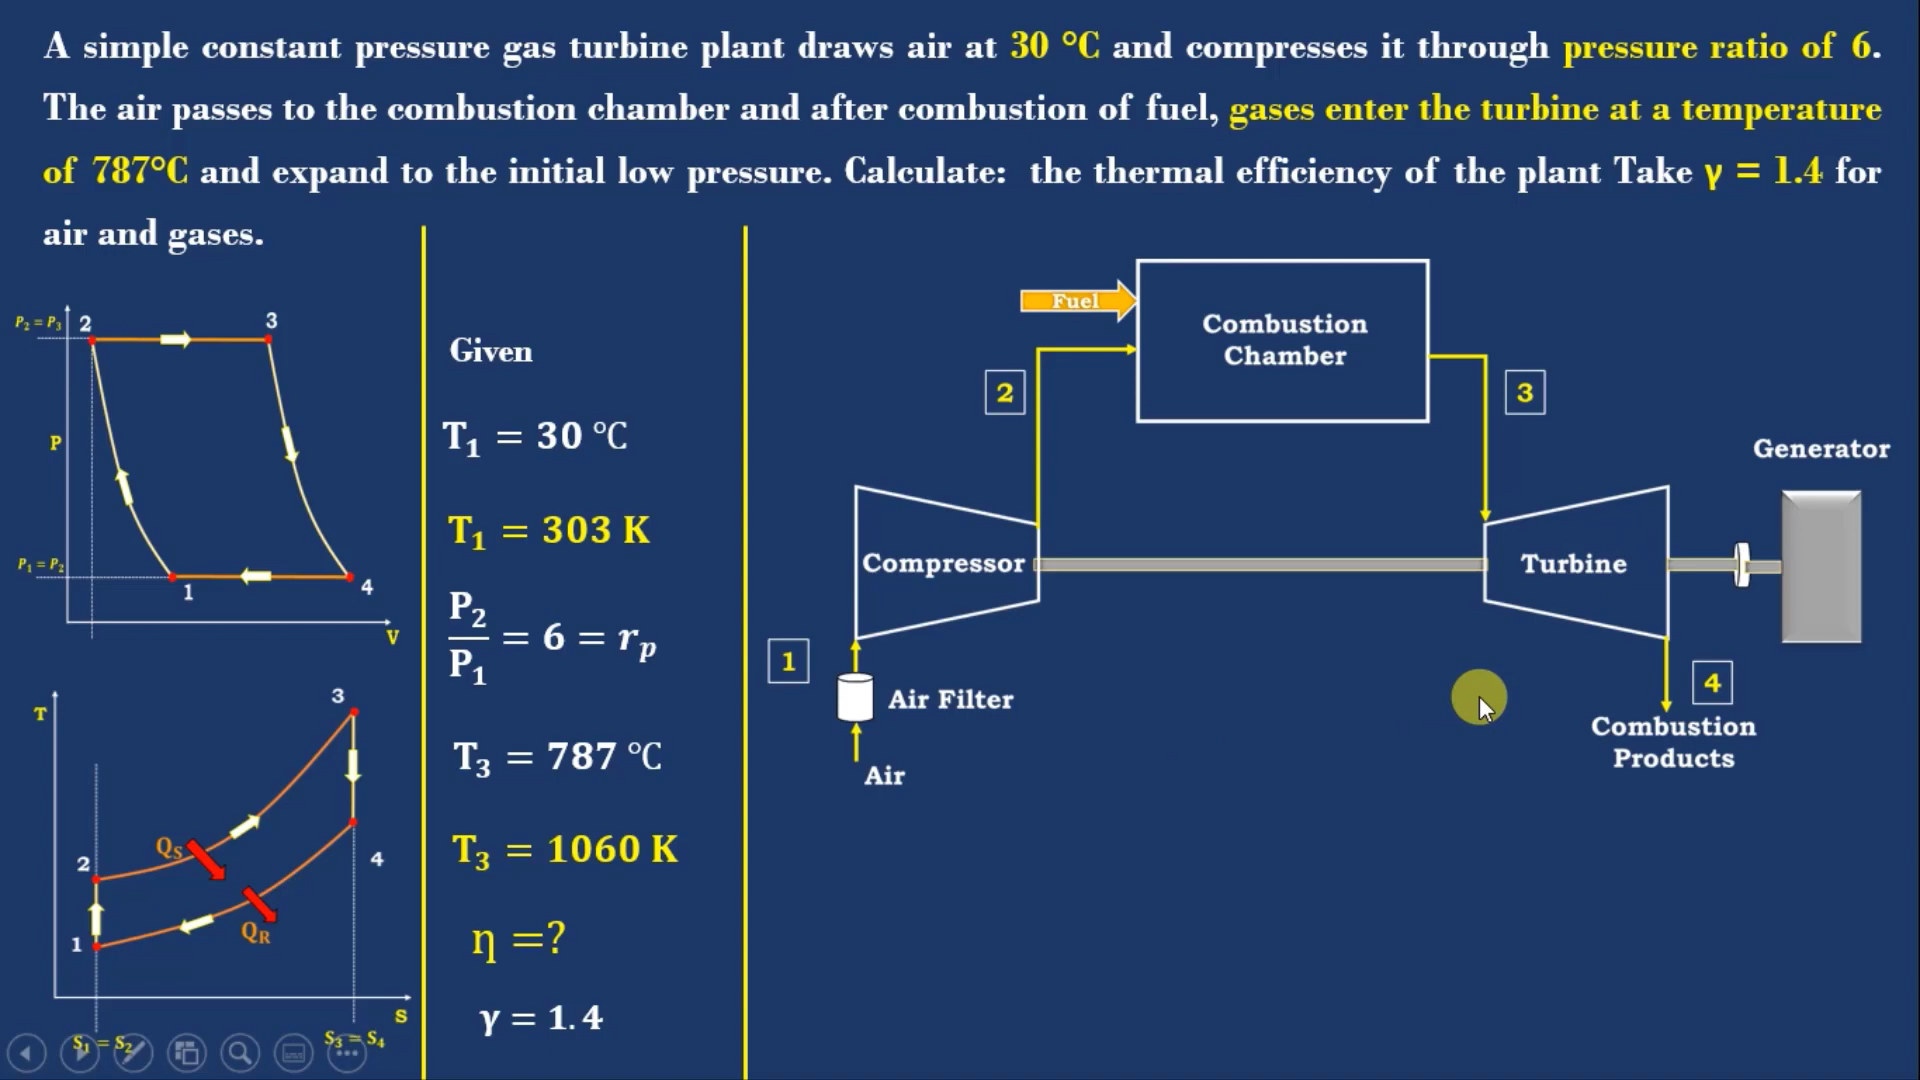 A simple constant pressure gas turbine plant draws air at 30 °C and compresses it through pressure ratio of 6.
The air passes to the combustion chamber and after combustion of fuel, gases enter the turbine at a temperature
of 787°C and expand to the initial low pressure. Calculate: the thermal efficiency of the plant Take γ = 1.4 for
air and gases.
P₂ = P₃
2
3
P
P₁ = P₂
1
4
V
T
3
Q_S
2
4
1
Q_R
S
S₁ = S₂
S₃ = S₄
Given
T₁ = 30 °C
T₁ = 303 K
P₂/P₁ = 6 = r_p
T₃ = 787 °C
T₃ = 1060 K
η =?
γ = 1.4
Fuel
Combustion
Chamber
2
3
Generator
Compressor
Turbine
1
Air Filter
Air
4
Combustion
Products